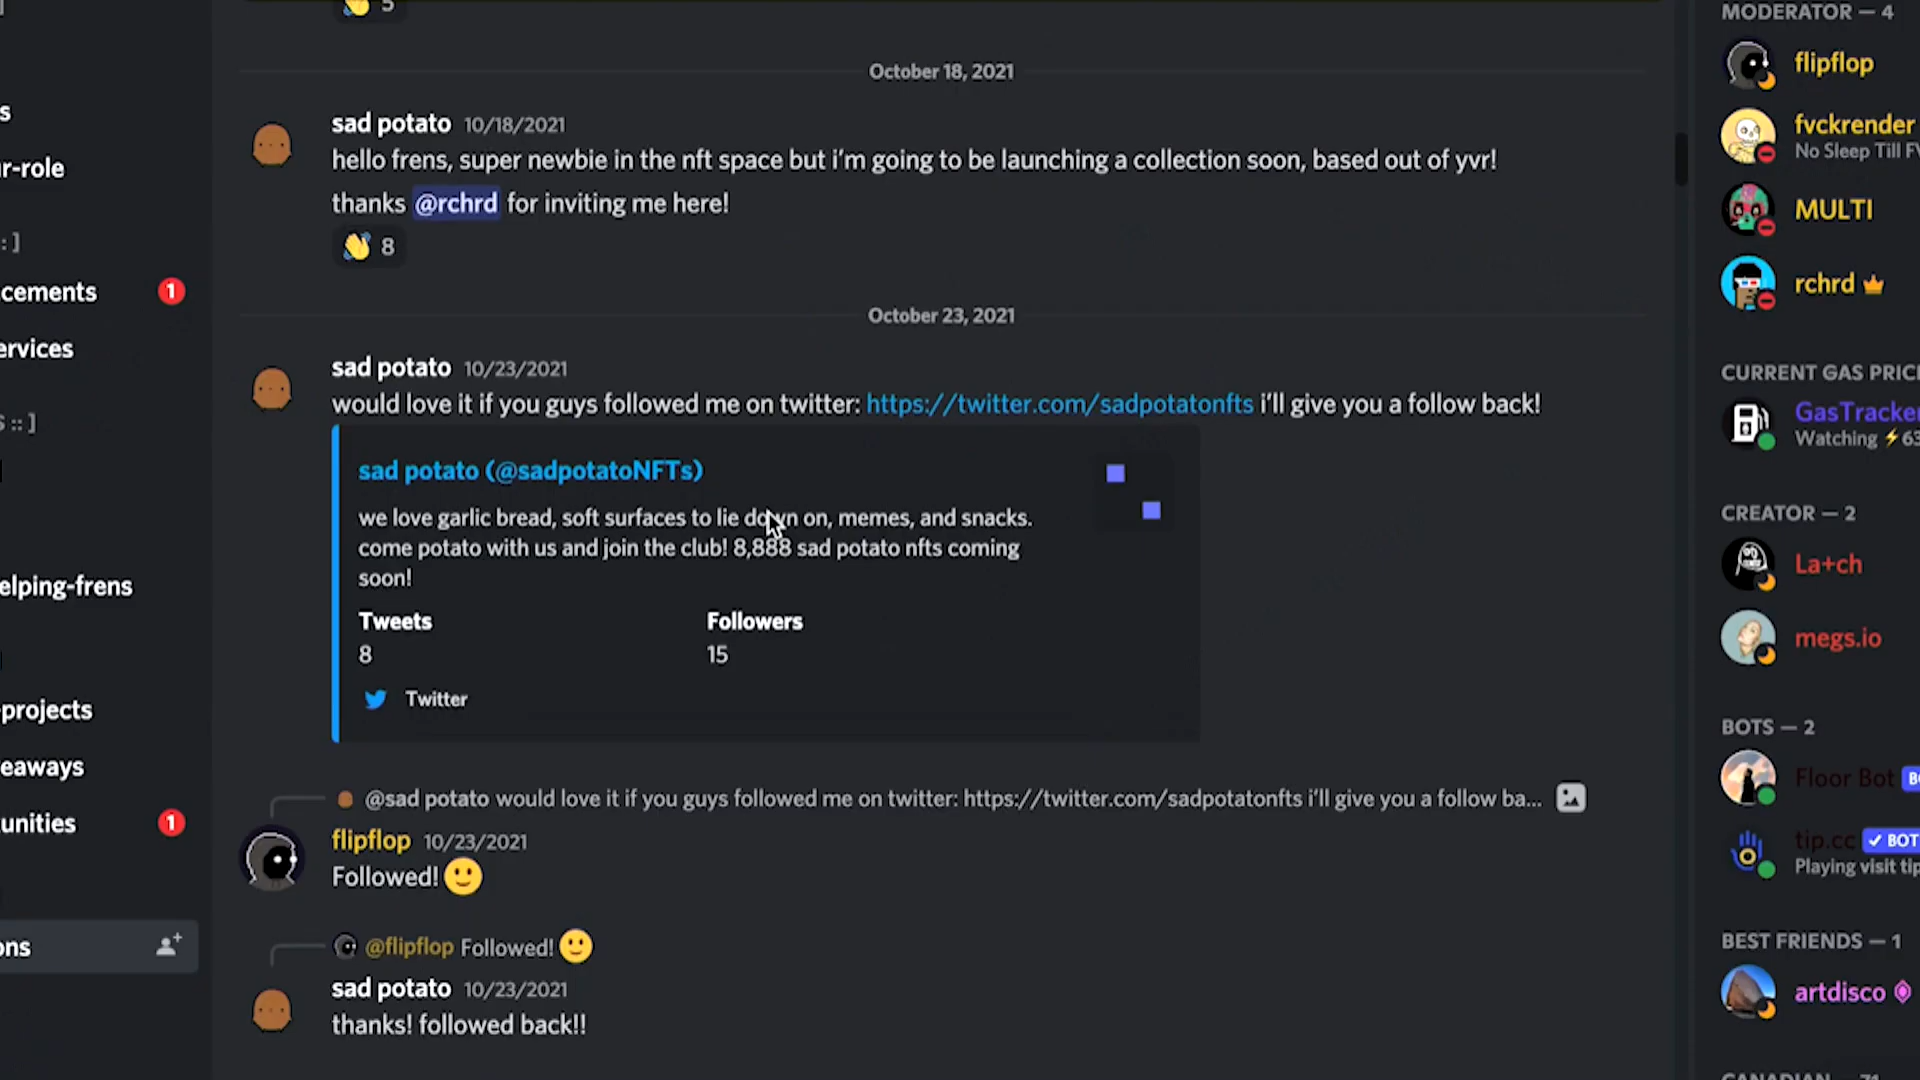 5
October 18, 2021
sad potato 10/18/2021
hello frens, super newbie in the nft space but i'm going to be launching a collection soon, based out of yvr!
thanks @rchrd for inviting me here!
8
October 23, 2021
sad potato 10/23/2021
would love it if you guys followed me on twitter: https://twitter.com/sadpotatonfts i'll give you a follow back!
sad potato (@sadpotatoNFTs)
we love garlic bread, soft surfaces to lie down on, memes, and snacks.
come potato with us and join the club! 8,888 sad potato nfts coming
soon!
Tweets Followers
8 15
Twitter
@sad potato would love it if you guys followed me on twitter: https://twitter.com/sadpotatonfts i'll give you a follow ba...
flipflop 10/23/2021
Followed!
@flipflop Followed!
sad potato 10/23/2021
thanks! followed back!!
s
r-role
: ]
cements 1
ervices
:: ]
elping-frens
projects
eaways
unities 1
ons
MODERATOR — 4
flipflop
fvckrender
No Sleep Till F
MULTI
rchrd
CURRENT GAS PRIC
GasTracker
Watching ⚡63
CREATOR — 2
La+ch
megs.io
BOTS — 2
Floor Bot B
tip.cc ✓ BOT
Playing visit tip
BEST FRIENDS — 1
artdisco